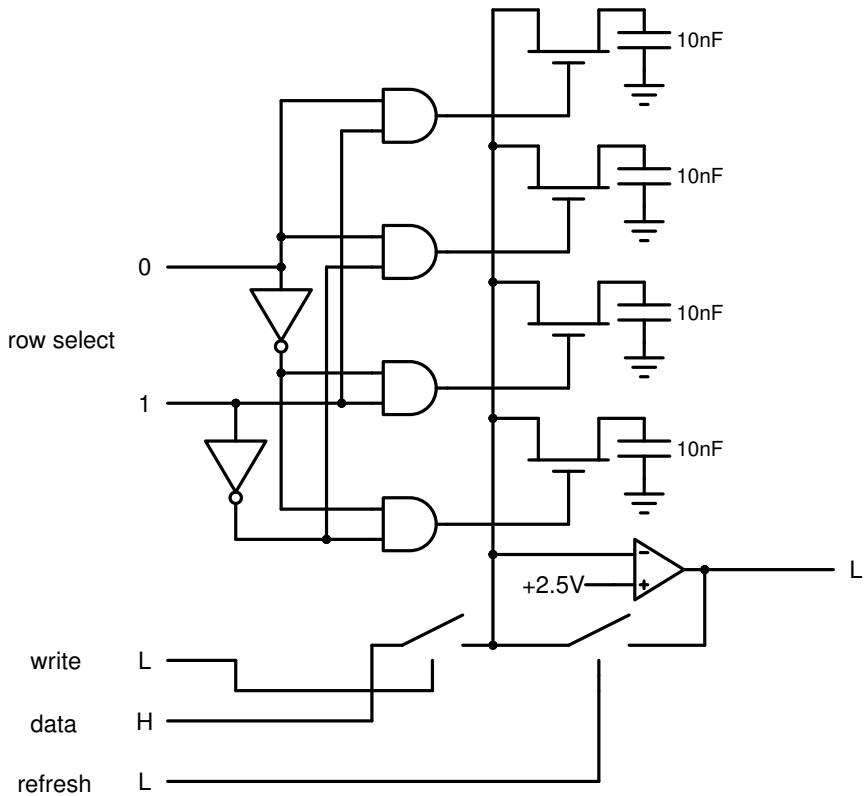 10nF
10nF
0
10nF
row select
1
10nF
- 
+2.5V +
L
write L
data H
refresh L